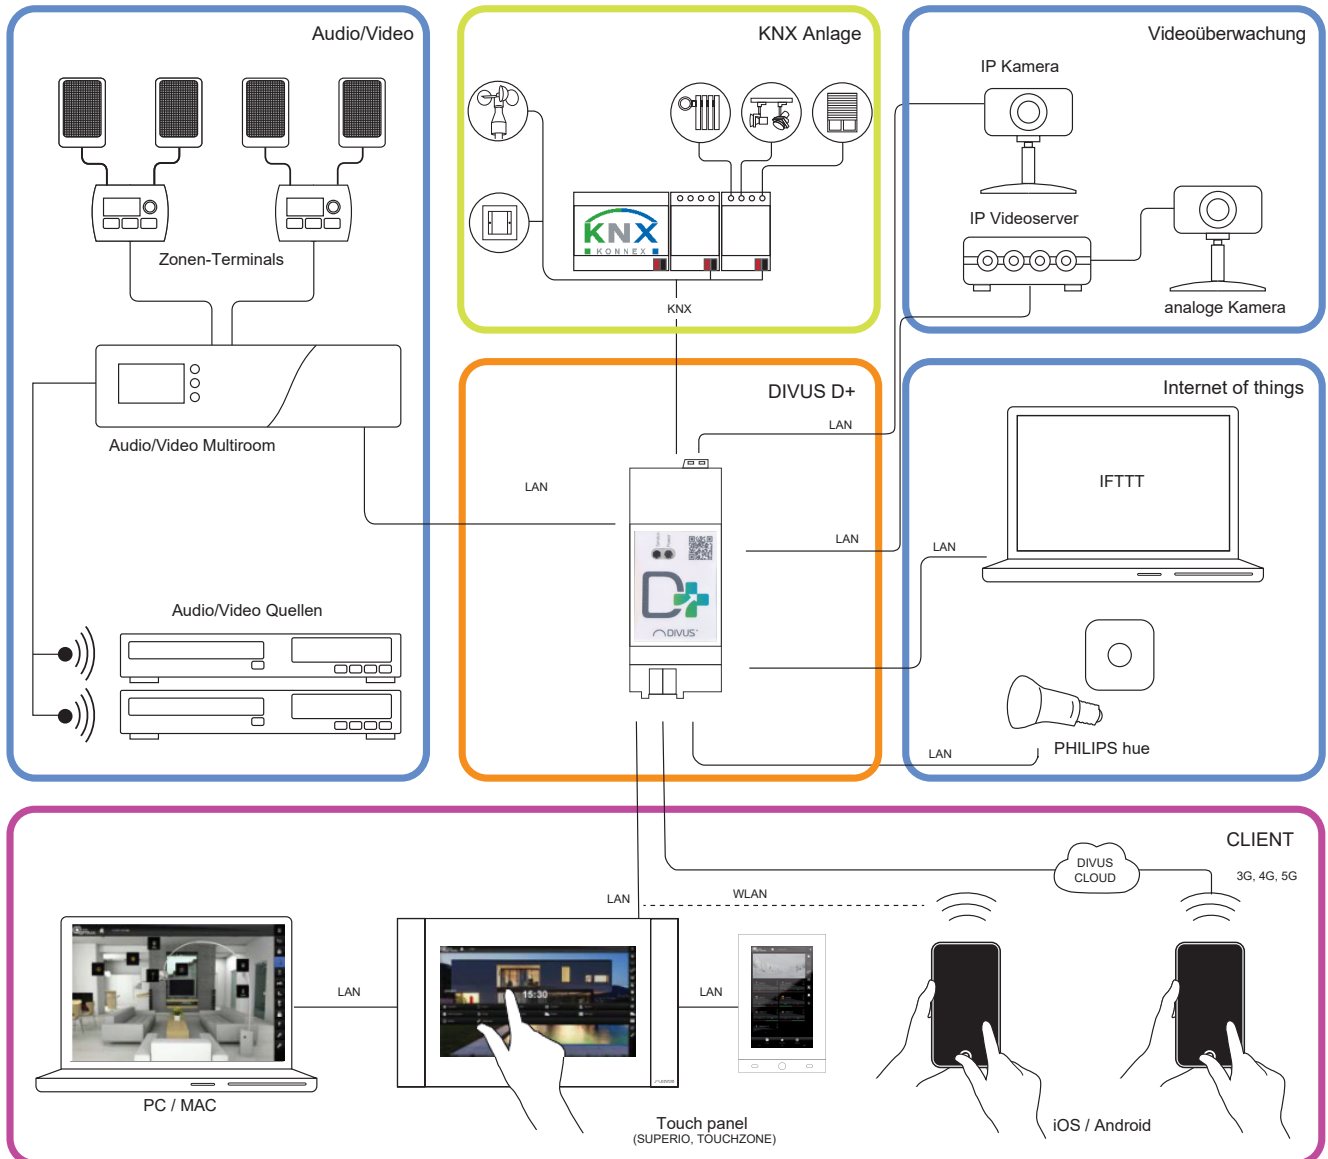 Audio/Video
Zonen-Terminals
Audio/Video Multiroom
Audio/Video Quellen
KNX Anlage
KNX
KONNEX
KNX
Videoüberwachung
IP Kamera
IP Videoserver
analoge Kamera
DIVUS D+
LAN
LAN
LAN
D+
DIVUS
Internet of things
IFTTT
LAN
PHILIPS hue
LAN
CLIENT
DIVUS
CLOUD
3G, 4G, 5G
LAN
WLAN
LAN
15:30
LAN
PC / MAC
Touch panel
(SUPERIO, TOUCHZONE)
iOS / Android